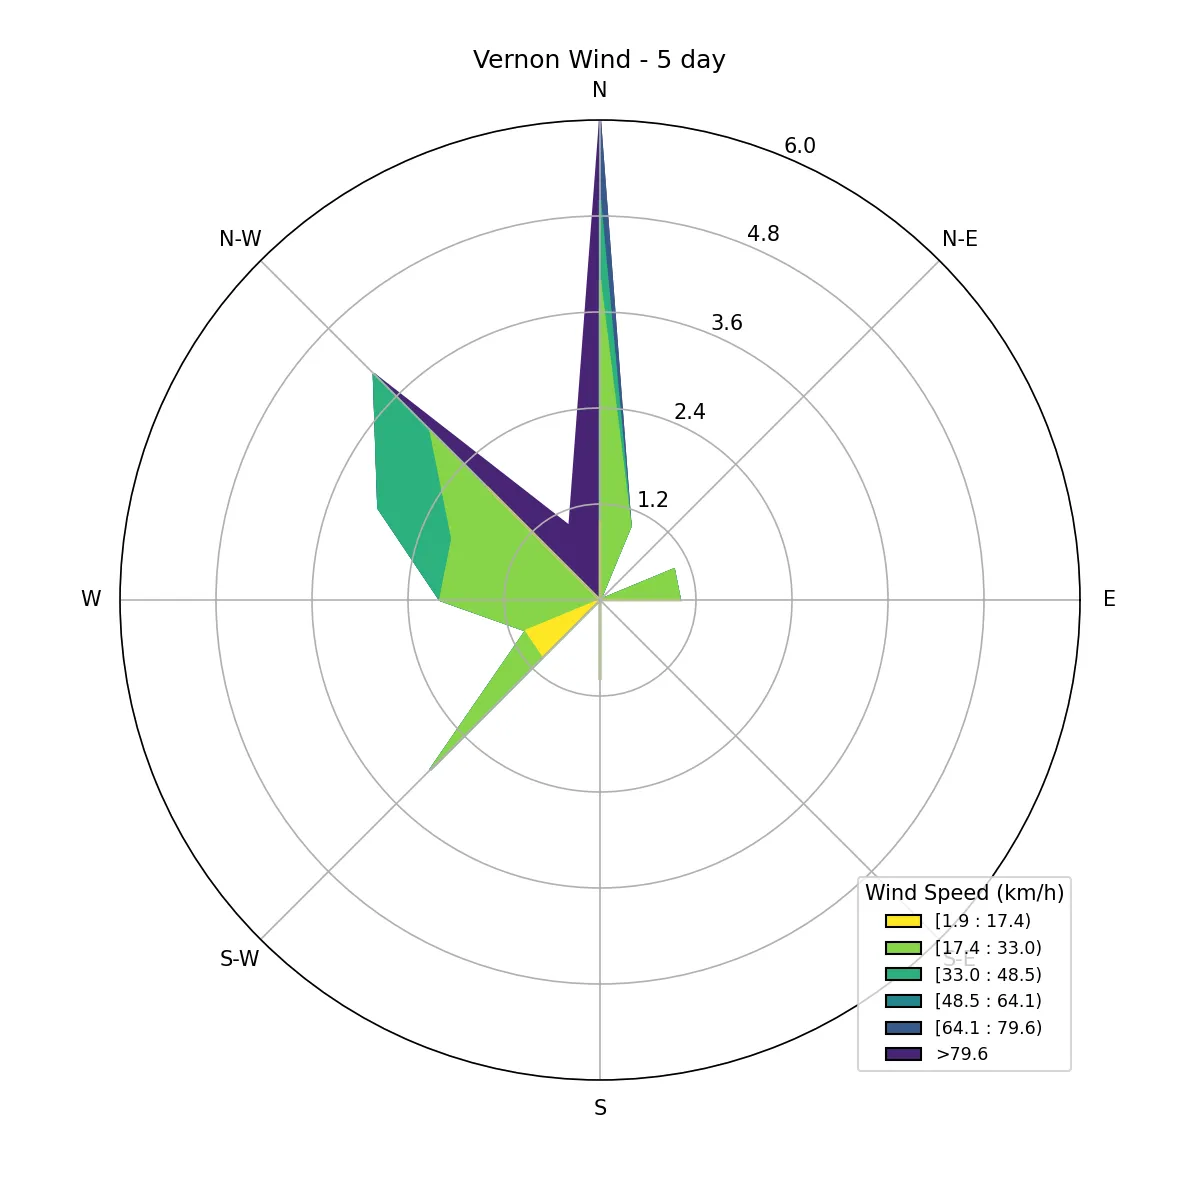 Vernon Wind - 5 day
N
6.0
N-W
4.8
N-E
3.6
2.4
1.2
W
E
S-W
S-E
S
Wind Speed (km/h)
[1.9 : 17.4)
[17.4 : 33.0)
[33.0 : 48.5)
[48.5 : 64.1)
[64.1 : 79.6)
>79.6